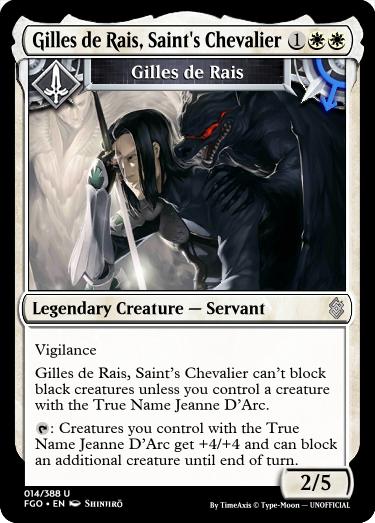 Gilles de Rais, Saint's Chevalier 1
Gilles de Rais
Legendary Creature — Servant
Vigilance
Gilles de Rais, Saint's Chevalier can't block
black creatures unless you control a creature
with the True Name Jeanne D'Arc.
: Creatures you control with the True
Name Jeanne D'Arc get +4/+4 and can block
an additional creature until end of turn.
2/5
014/388 U
FGO • EN Shinjirō
By TimeAxis © Type-Moon — UNOFFICIAL